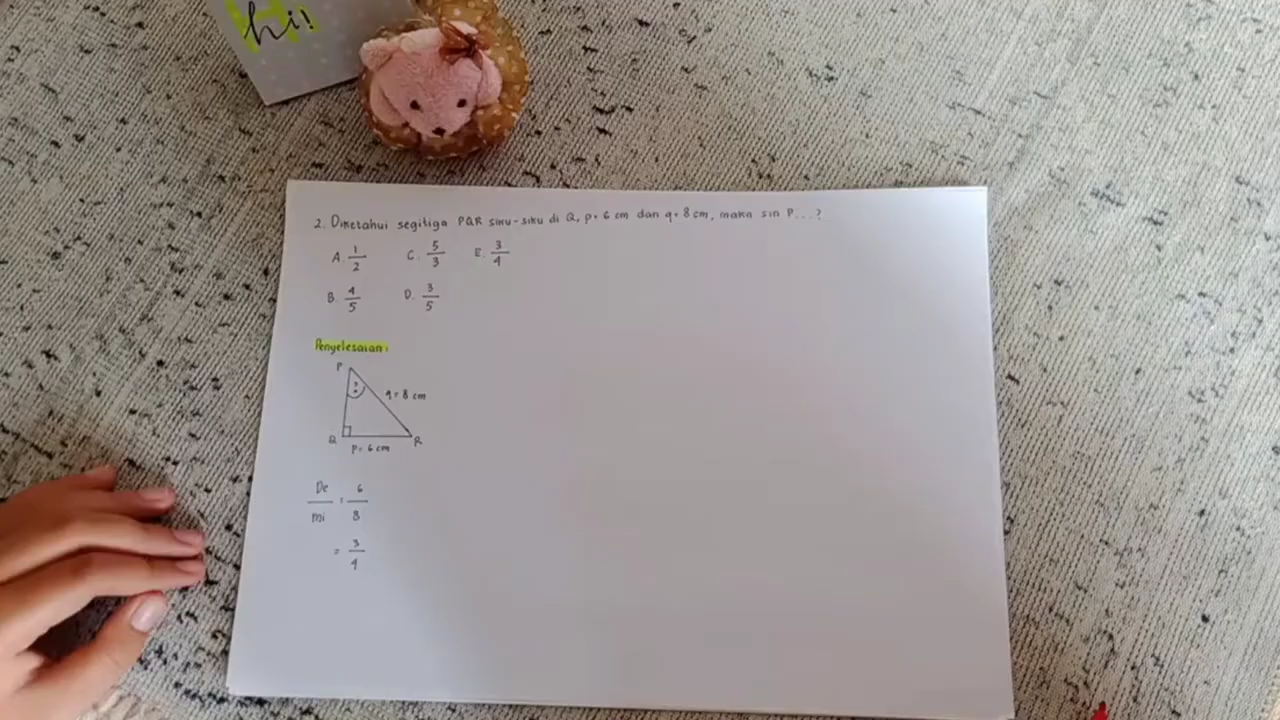 hi!
2. Diketahui segitiga PQR siku-siku di Q, p= 6 cm dan q= 8 cm, maka sin P ...?
A. 1/2 C. 5/3 E. 3/4
B. 4/5 D. 3/5
Penyelesaian:
P
?
q= 8 cm
Q R
p= 6 cm
De/mi = 6/8
= 3/4